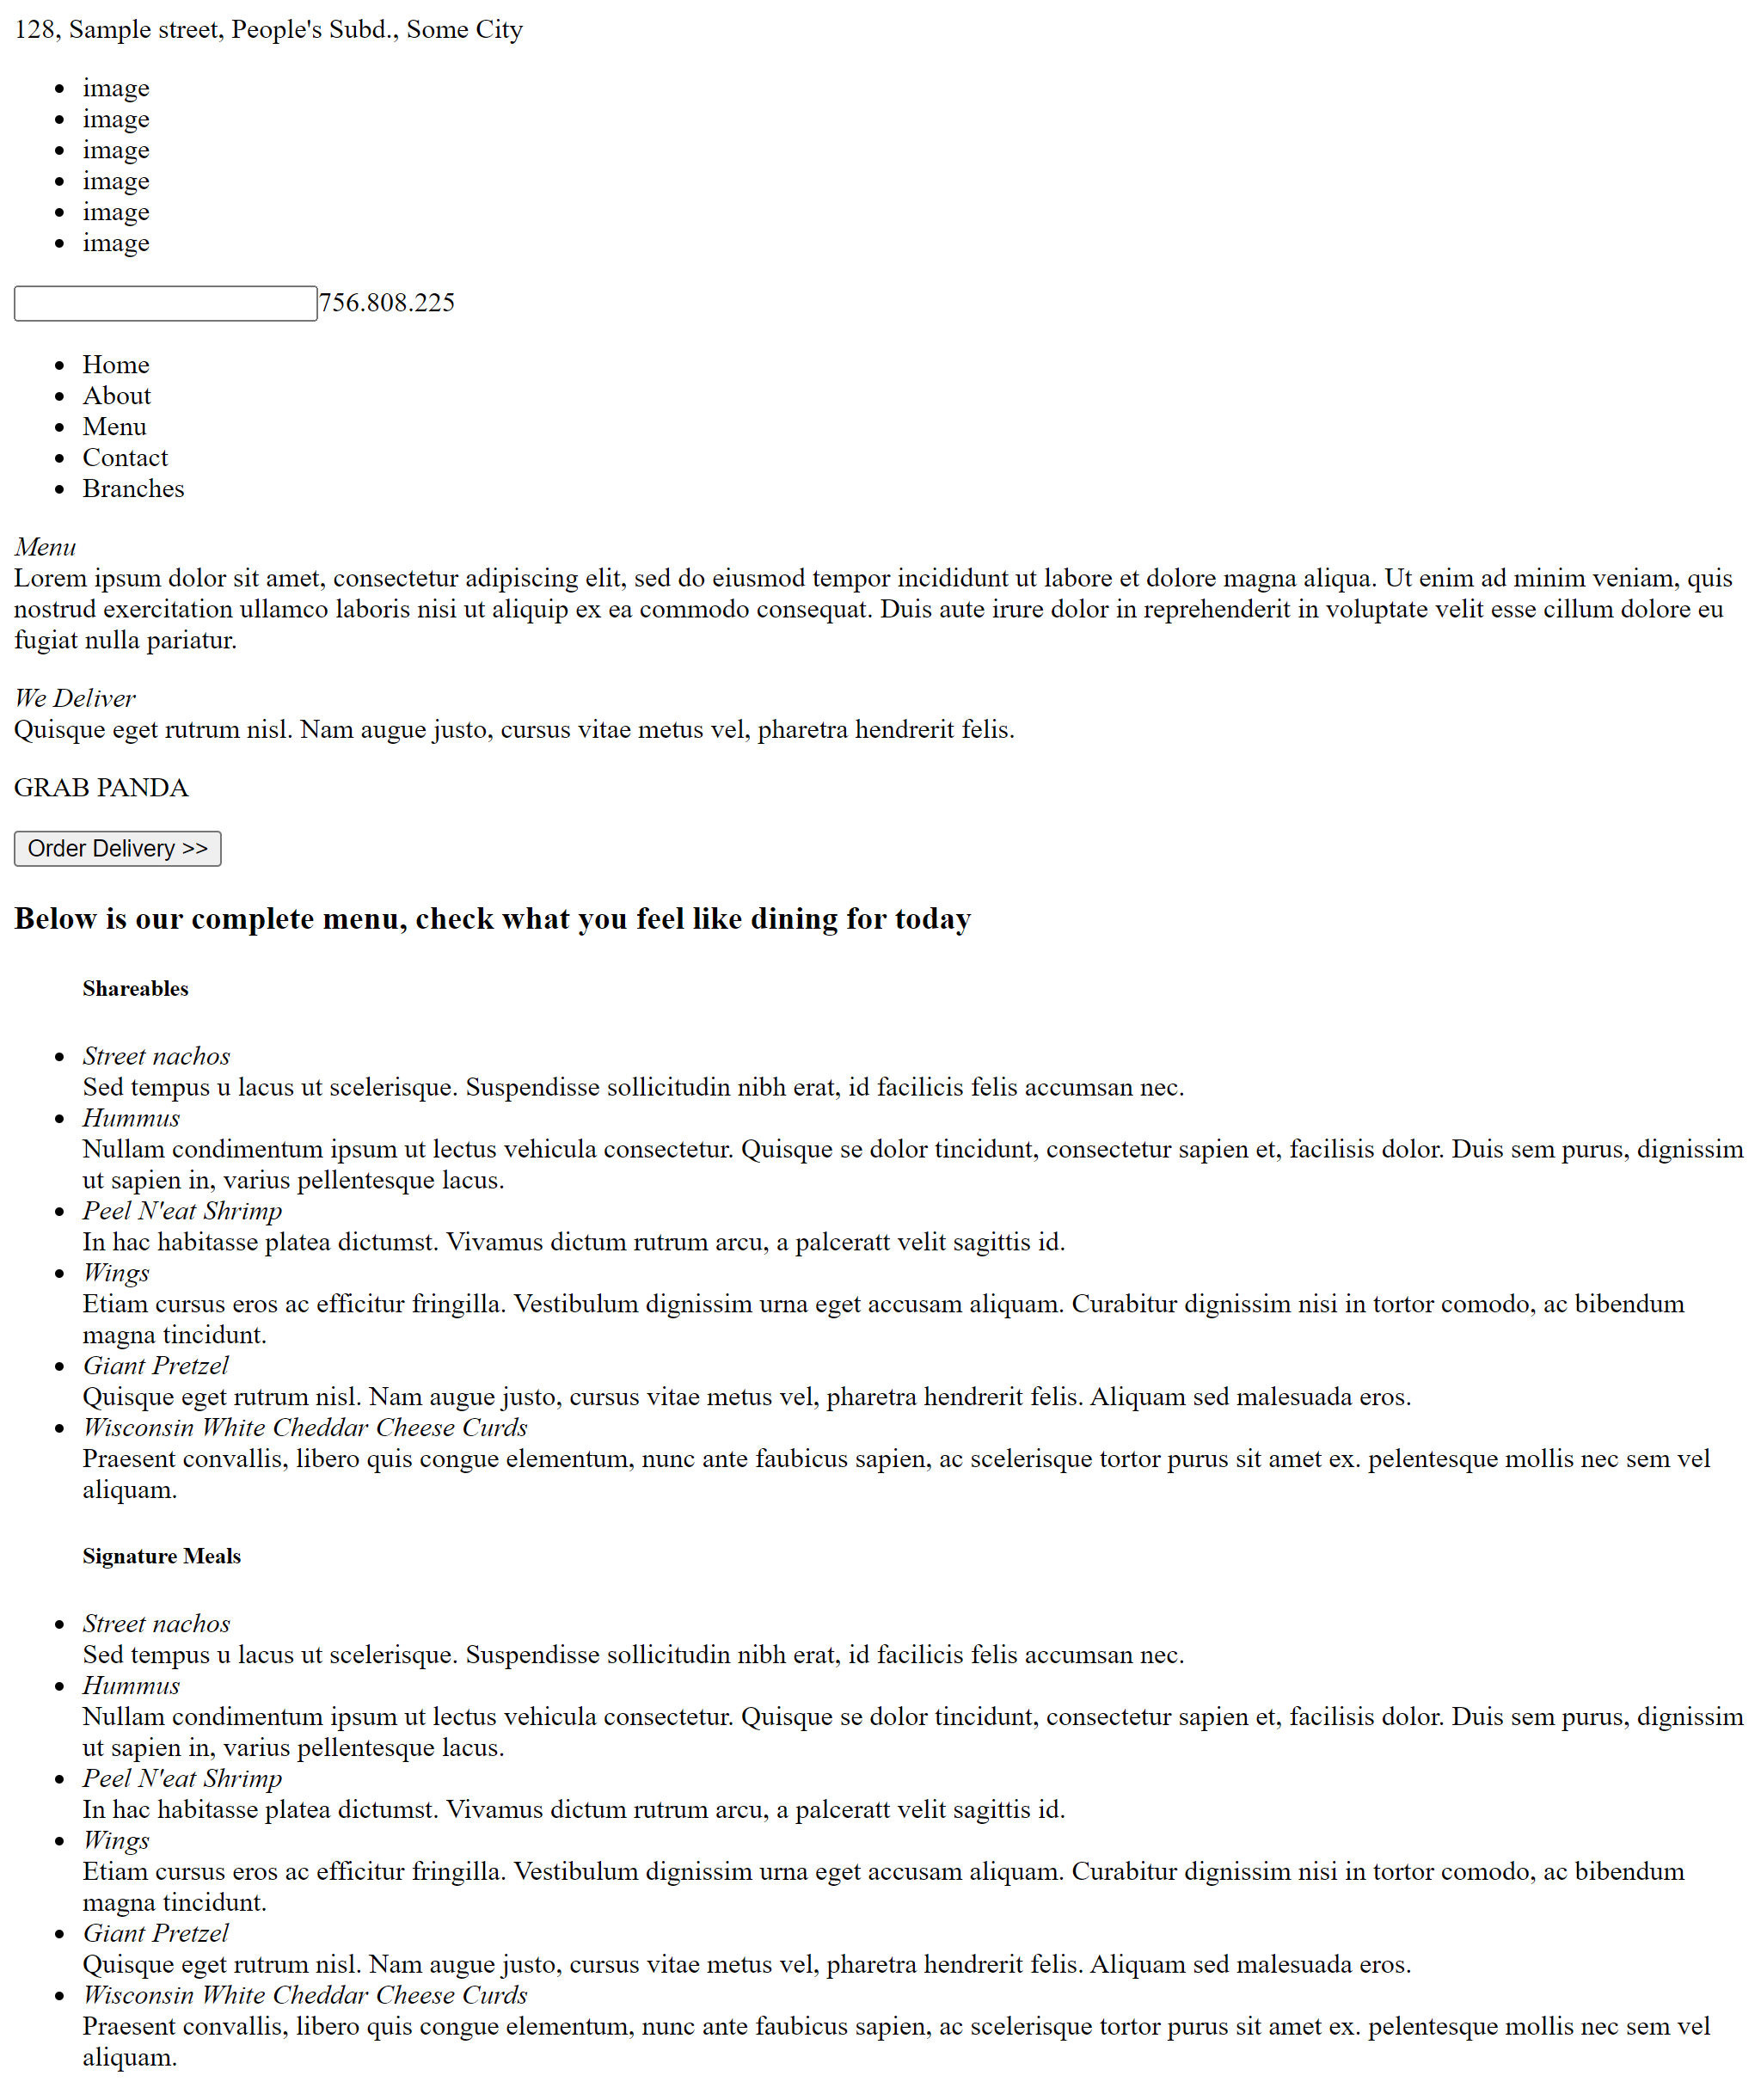 128, Sample street, People's Subd., Some City
image
image
image
image
image
image
756.808.225
Home
About
Menu
Contact
Branches
Menu
Lorem ipsum dolor sit amet, consectetur adipiscing elit, sed do eiusmod tempor incididunt ut labore et dolore magna aliqua. Ut enim ad minim veniam, quis
nostrud exercitation ullamco laboris nisi ut aliquip ex ea commodo consequat. Duis aute irure dolor in reprehenderit in voluptate velit esse cillum dolore eu
fugiat nulla pariatur.
We Deliver
Quisque eget rutrum nisl. Nam augue justo, cursus vitae metus vel, pharetra hendrerit felis.
GRAB PANDA
Order Delivery >>
Below is our complete menu, check what you feel like dining for today
Shareables
Street nachos
Sed tempus u lacus ut scelerisque. Suspendisse sollicitudin nibh erat, id facilicis felis accumsan nec.
Hummus
Nullam condimentum ipsum ut lectus vehicula consectetur. Quisque se dolor tincidunt, consectetur sapien et, facilisis dolor. Duis sem purus, dignissim
ut sapien in, varius pellentesque lacus.
Peel N'eat Shrimp
In hac habitasse platea dictumst. Vivamus dictum rutrum arcu, a palceratt velit sagittis id.
Wings
Etiam cursus eros ac efficitur fringilla. Vestibulum dignissim urna eget accusam aliquam. Curabitur dignissim nisi in tortor comodo, ac bibendum
magna tincidunt.
Giant Pretzel
Quisque eget rutrum nisl. Nam augue justo, cursus vitae metus vel, pharetra hendrerit felis. Aliquam sed malesuada eros.
Wisconsin White Cheddar Cheese Curds
Praesent convallis, libero quis congue elementum, nunc ante faubicus sapien, ac scelerisque tortor purus sit amet ex. pelentesque mollis nec sem vel
aliquam.
Signature Meals
Street nachos
Sed tempus u lacus ut scelerisque. Suspendisse sollicitudin nibh erat, id facilicis felis accumsan nec.
Hummus
Nullam condimentum ipsum ut lectus vehicula consectetur. Quisque se dolor tincidunt, consectetur sapien et, facilisis dolor. Duis sem purus, dignissim
ut sapien in, varius pellentesque lacus.
Peel N'eat Shrimp
In hac habitasse platea dictumst. Vivamus dictum rutrum arcu, a palceratt velit sagittis id.
Wings
Etiam cursus eros ac efficitur fringilla. Vestibulum dignissim urna eget accusam aliquam. Curabitur dignissim nisi in tortor comodo, ac bibendum
magna tincidunt.
Giant Pretzel
Quisque eget rutrum nisl. Nam augue justo, cursus vitae metus vel, pharetra hendrerit felis. Aliquam sed malesuada eros.
Wisconsin White Cheddar Cheese Curds
Praesent convallis, libero quis congue elementum, nunc ante faubicus sapien, ac scelerisque tortor purus sit amet ex. pelentesque mollis nec sem vel
aliquam.